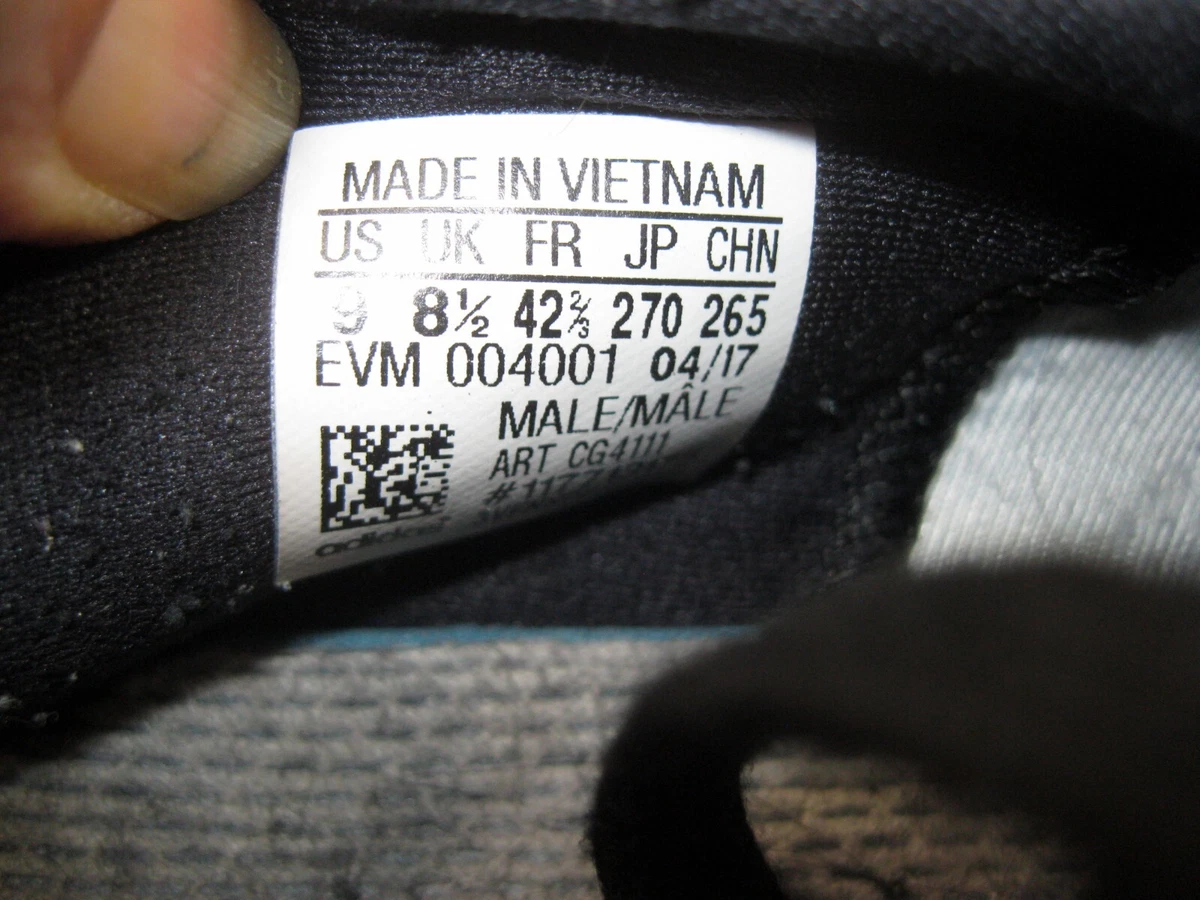 MADE IN VIETNAM
US UK FR JP CHN
9 8½ 42⅔ 270 265
EVM 004001 04/17
MALE/MÂLE
ART CG4111
adidas